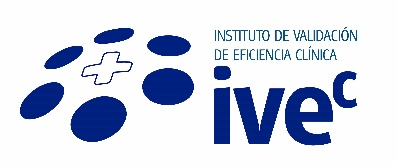 INSTITUTO DE VALIDACIÓN
DE EFICIENCIA CLÍNICA
ivec